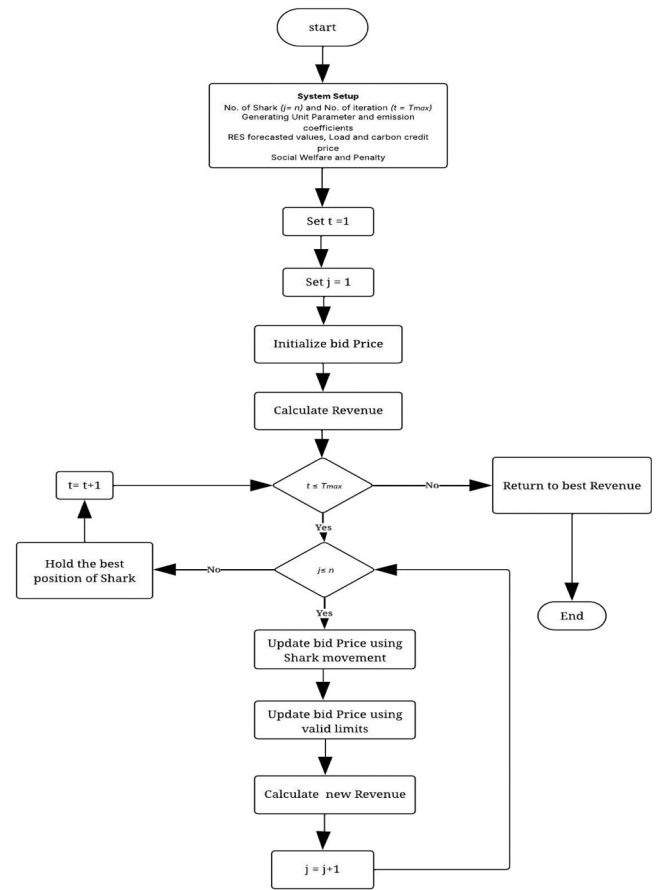 start
System Setup
No. of Shark (j= n) and No. of iteration (t = Tmax)
Generating Unit Parameter and emission
coefficients
RES forecasted values, Load and carbon credit
price
Social Welfare and Penalty
Set t =1
Set j = 1
Initialize bid Price
Calculate Revenue
t= t+1
t ≤ Tmax
No
Return to best Revenue
Yes
Hold the best
position of Shark
No
j≤ n
End
Yes
Update bid Price using
Shark movement
Update bid Price using
valid limits
Calculate new Revenue
j = j+1